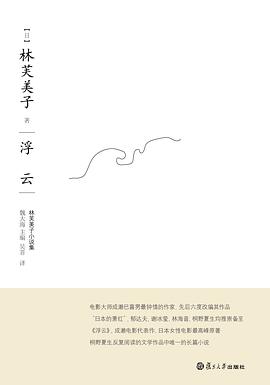 【日】
林芙美子
著
浮云
林芙美子小说集
魏大海 主编 吴菲 译
电影大师成濑巳喜男最钟情的作家，先后六度改编其作品
“日本的萧红”，郁达夫、谢冰莹、林海音、桐野夏生均推崇备至
《浮云》，成濑电影代表作，日本女性电影最高峰原著
桐野夏生反复阅读的文学作品中唯一的长篇小说
复旦大学出版社